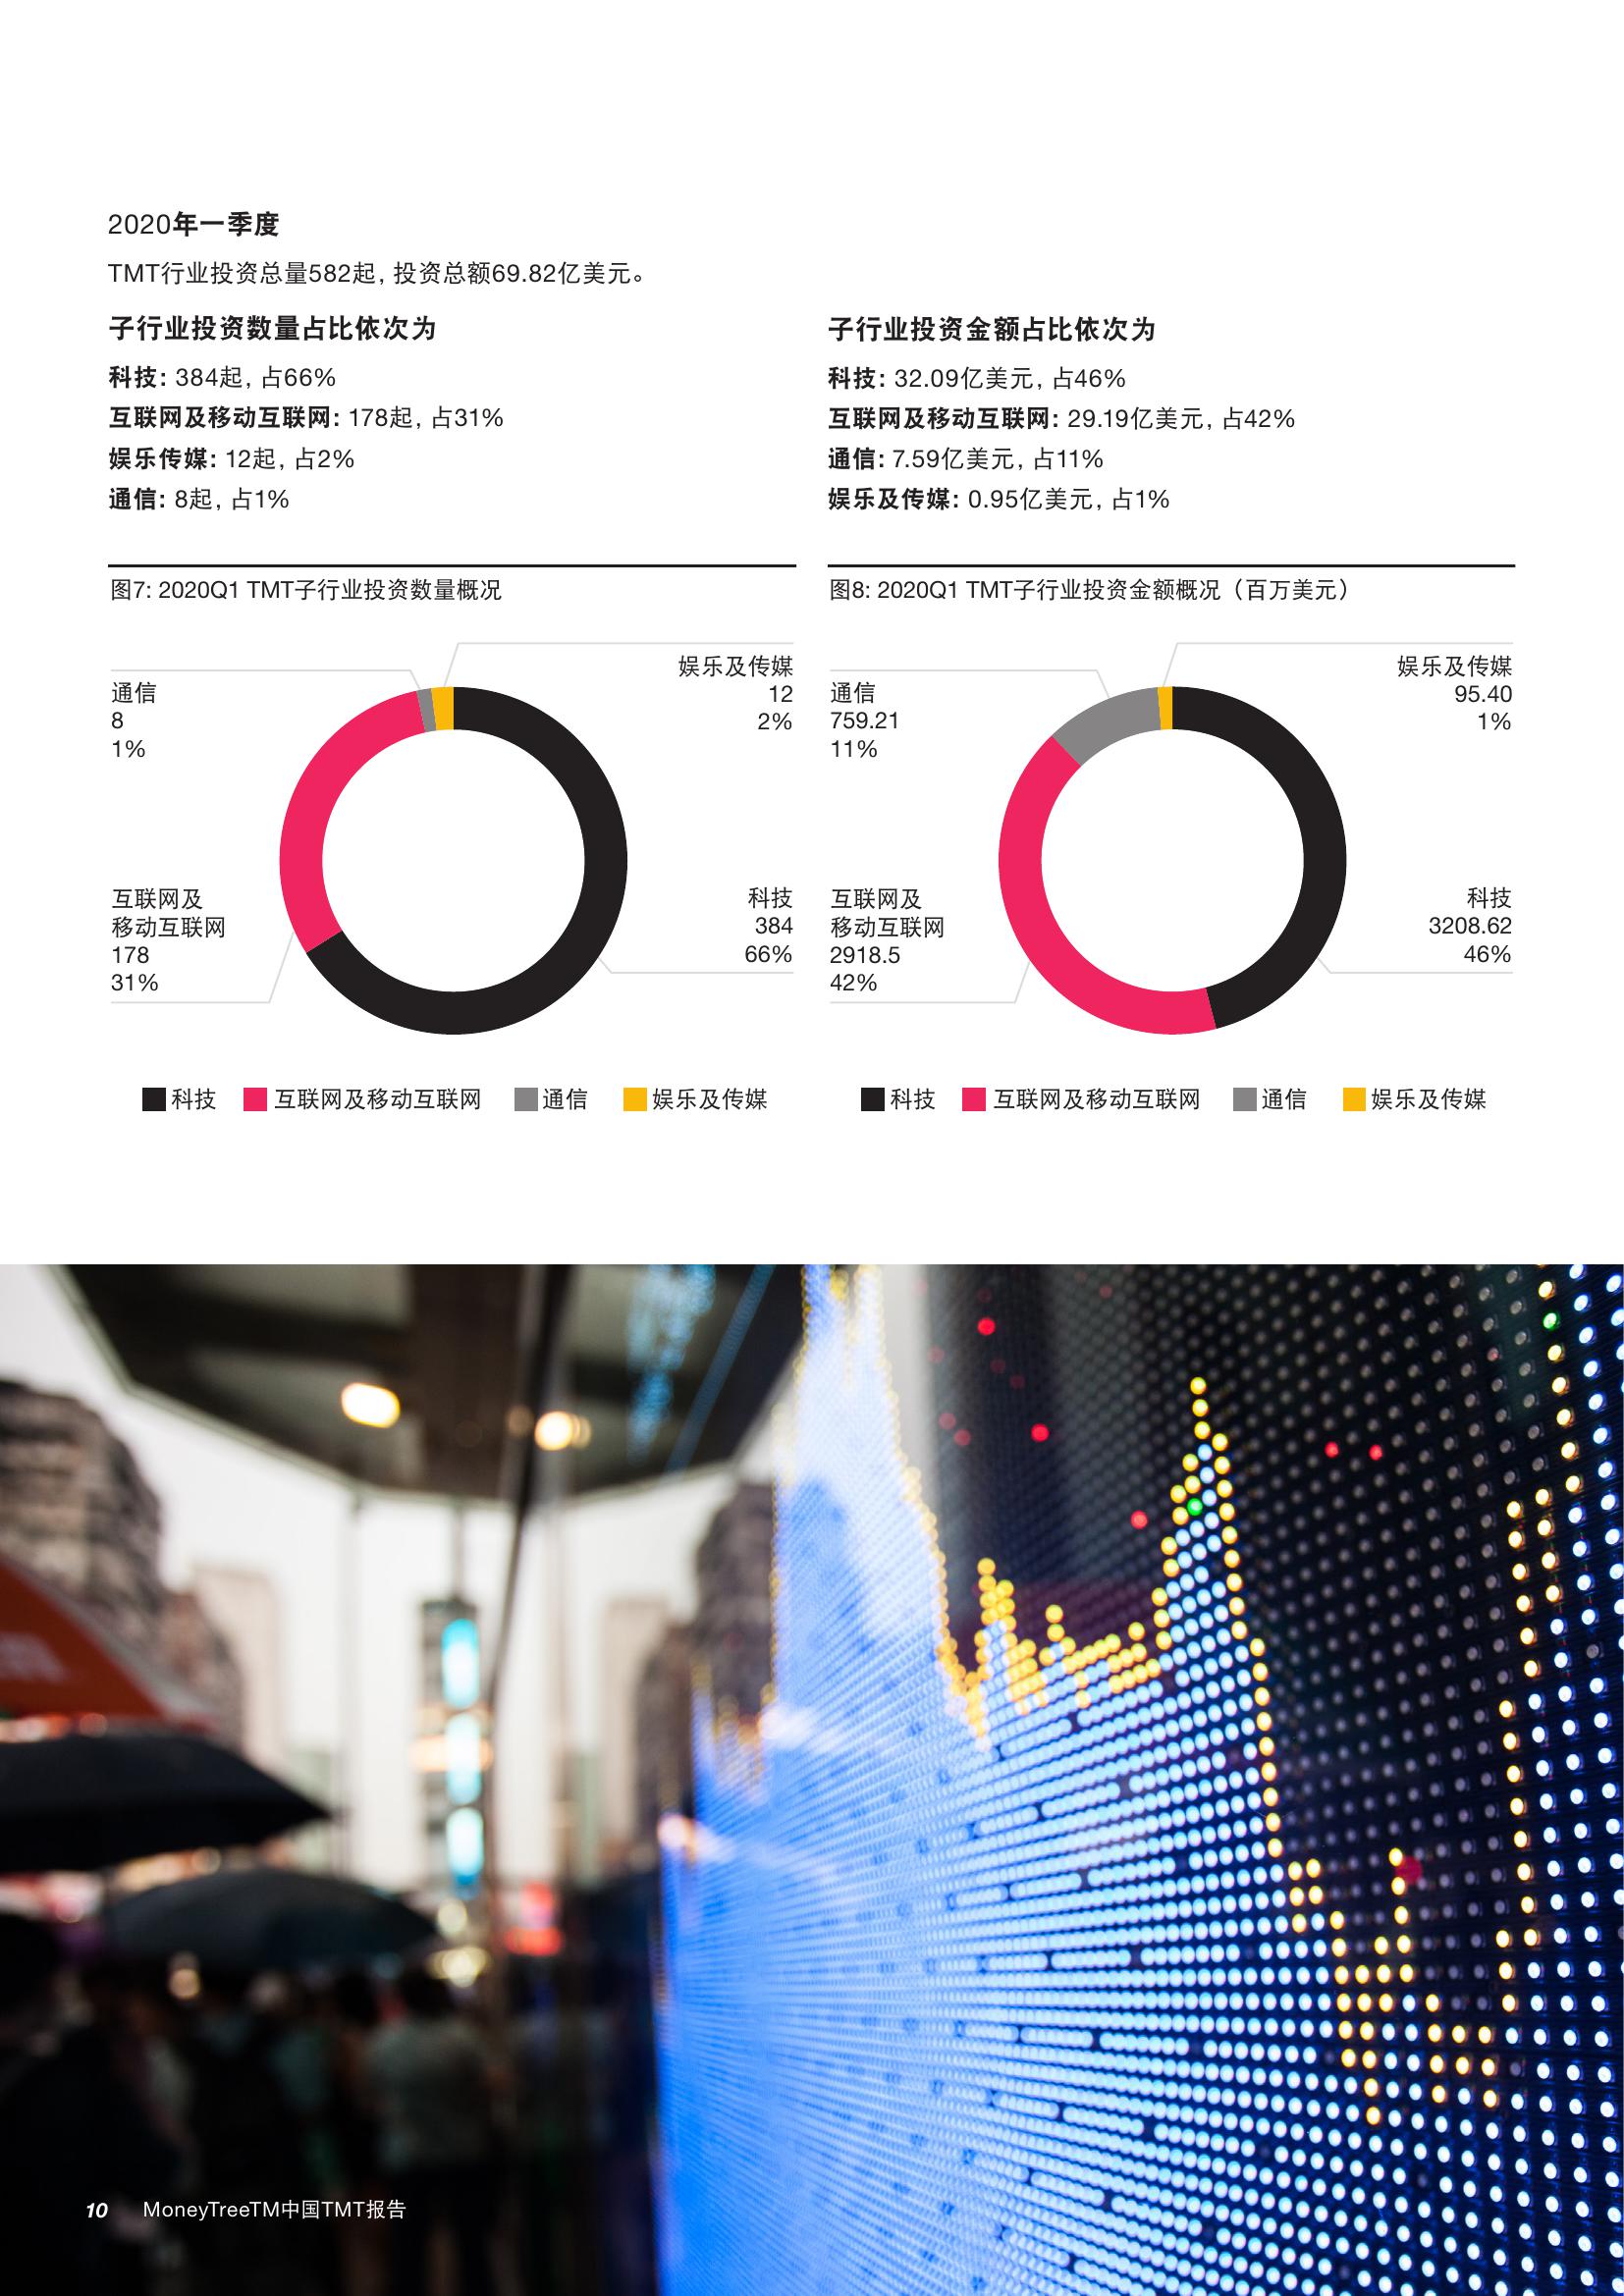 2020年一季度
TMT行业投资总量582起, 投资总额69.82亿美元。
子行业投资数量占比依次为
科技: 384起, 占66%
互联网及移动互联网: 178起, 占31%
娱乐传媒: 12起, 占2%
通信: 8起, 占1%
子行业投资金额占比依次为
科技: 32.09亿美元, 占46%
互联网及移动互联网: 29.19亿美元, 占42%
通信: 7.59亿美元, 占11%
娱乐及传媒: 0.95亿美元, 占1%
图7: 2020Q1 TMT子行业投资数量概况
通信
8
1%
娱乐及传媒
12
2%
互联网及
移动互联网
178
31%
科技
384
66%
科技 互联网及移动互联网 通信 娱乐及传媒
图8: 2020Q1 TMT子行业投资金额概况（百万美元）
通信
759.21
11%
娱乐及传媒
95.40
1%
互联网及
移动互联网
2918.5
42%
科技
3208.62
46%
科技 互联网及移动互联网 通信 娱乐及传媒
10 MoneyTreeTM中国TMT报告